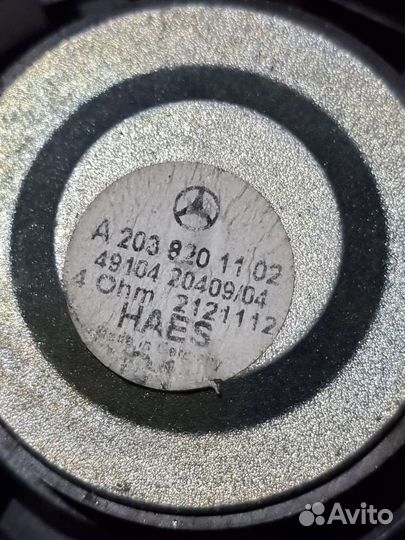 A 203 820 11 02
49104 20409/04
4 Ohm 2121112
HAES
Made in Germany
Avito